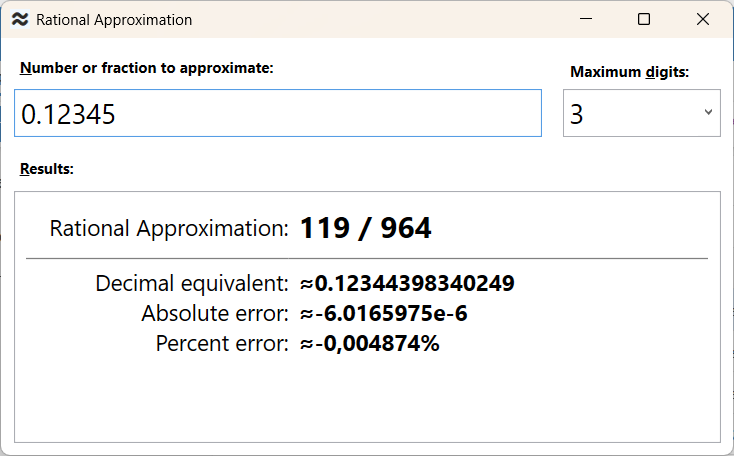 Rational Approximation
Number or fraction to approximate:
Maximum digits:
0.12345
3
Results:
Rational Approximation: 119 / 964
Decimal equivalent: ≈0.12344398340249
Absolute error: ≈-6.0165975e-6
Percent error: ≈-0,004874%